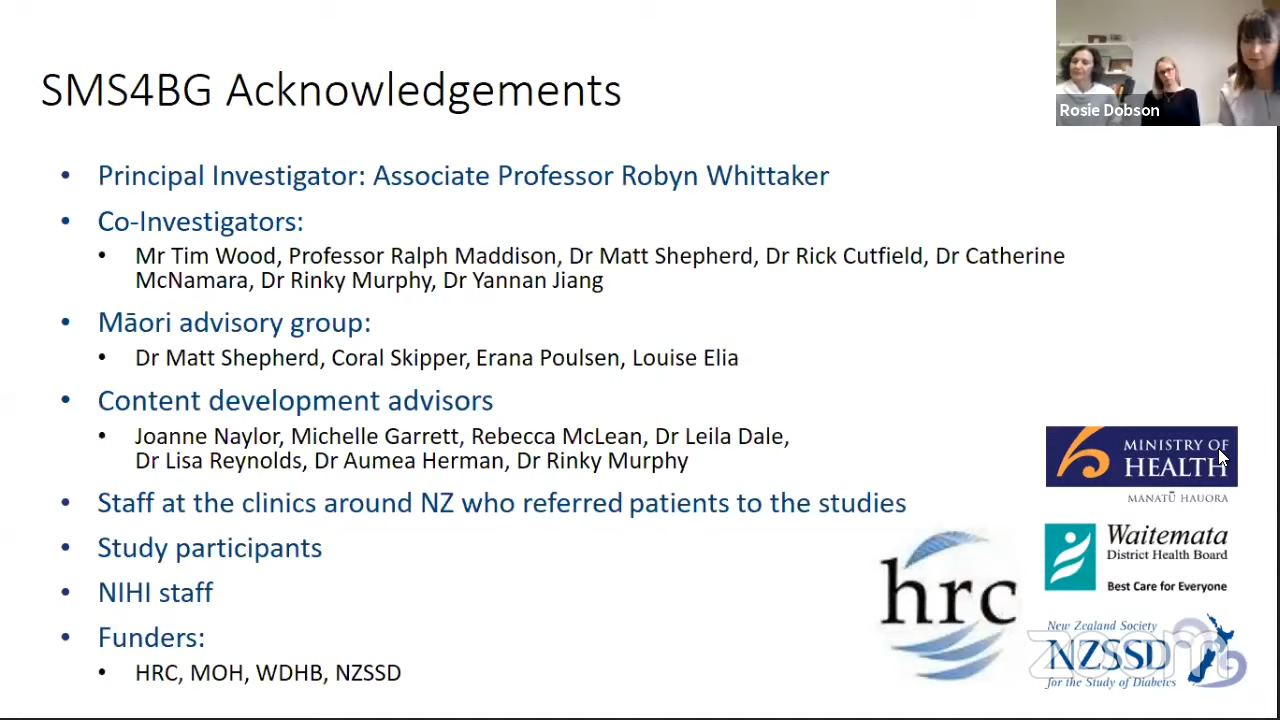 SMS4BG Acknowledgements
Rosie Dobson
• Principal Investigator: Associate Professor Robyn Whittaker
• Co-Investigators:
• Mr Tim Wood, Professor Ralph Maddison, Dr Matt Shepherd, Dr Rick Cutfield, Dr Catherine
McNamara, Dr Rinky Murphy, Dr Yannan Jiang
• Māori advisory group:
• Dr Matt Shepherd, Coral Skipper, Erana Poulsen, Louise Elia
• Content development advisors
• Joanne Naylor, Michelle Garrett, Rebecca McLean, Dr Leila Dale,
Dr Lisa Reynolds, Dr Aumea Herman, Dr Rinky Murphy
• Staff at the clinics around NZ who referred patients to the studies
• Study participants
• NIHI staff
• Funders:
• HRC, MOH, WDHB, NZSSD
MINISTRY OF
HEALTH
MANATŪ HAUORA
hrc
Waitemata
District Health Board
Best Care for Everyone
New Zealand Society
NZSSD
for the Study of Diabetes
zoom